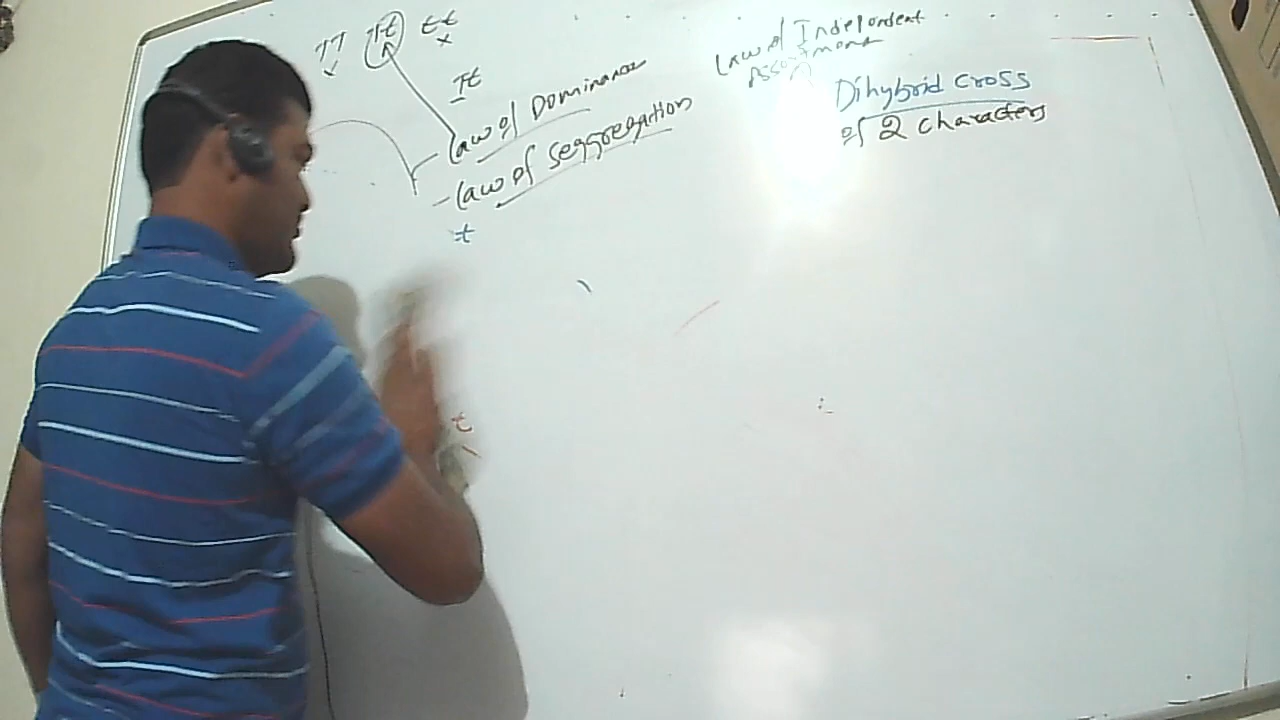 TT Tt tt
Tt
Law of Dominance
Law of Seggregation
t
t
Law of Independent
Assortment
Dihybrid Cross
of 2 characters